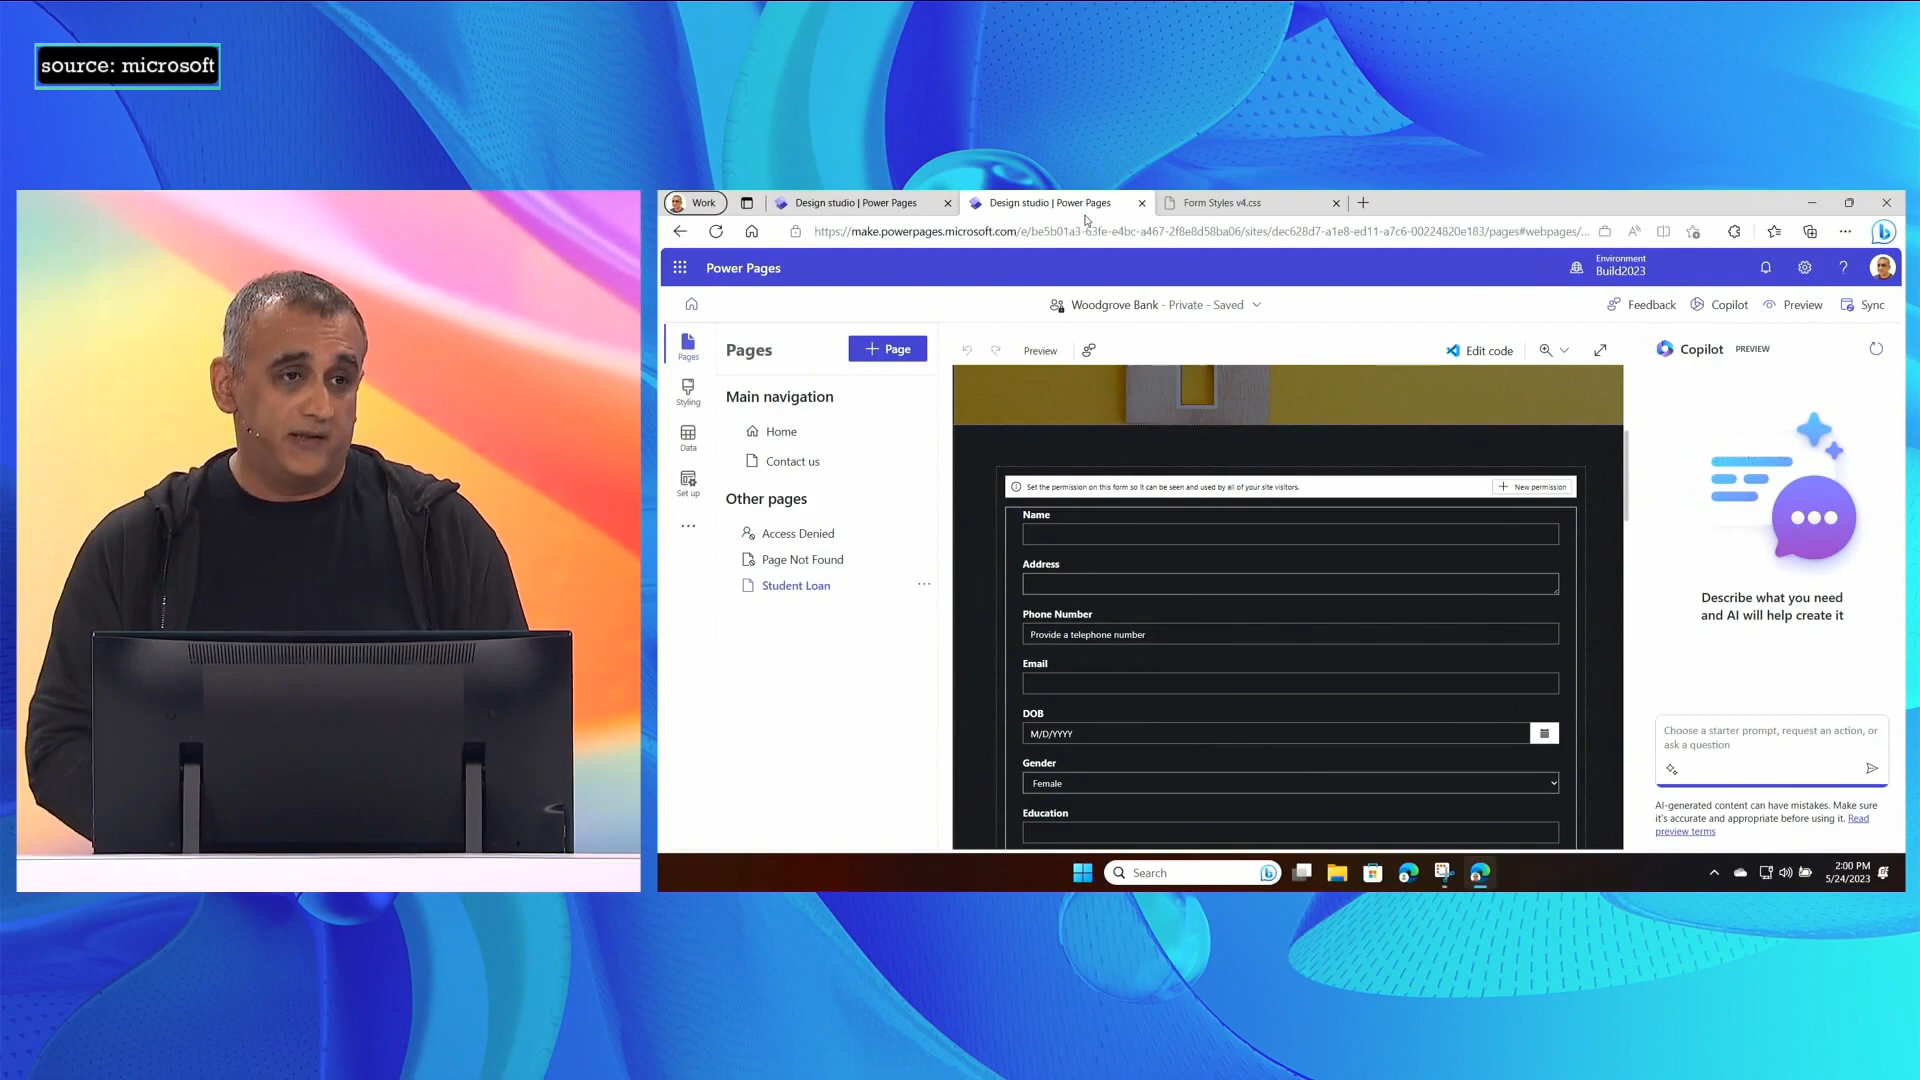 source: microsoft
Work
Design studio | Power Pages
Design studio | Power Pages
Form Styles v4.css
https://make.powerpages.microsoft.com/e/be5b01a3-63fe-e4bc-a467-2f8e8d58ba06/sites/dec628d7-a1e8-ed11-a7c6-00224820e183/pages#webpages/...
Power Pages
Environment
Build2023
Woodgrove Bank - Private - Saved
Feedback
Copilot
Preview
Sync
Pages
Styling
Data
Set up
Pages
+ Page
Main navigation
Home
Contact us
Other pages
Access Denied
Page Not Found
Student Loan
Preview
Edit code
Set the permission on this form so it can be seen and used by all of your site visitors.
+ New permission
Name
Address
Phone Number
Provide a telephone number
Email
DOB
M/D/YYYY
Gender
Female
Education
Copilot PREVIEW
Describe what you need
and AI will help create it
Choose a starter prompt, request an action, or
ask a question
AI-generated content can have mistakes. Make sure
it's accurate and appropriate before using it. Read
preview terms
Search
2:00 PM
5/24/2023